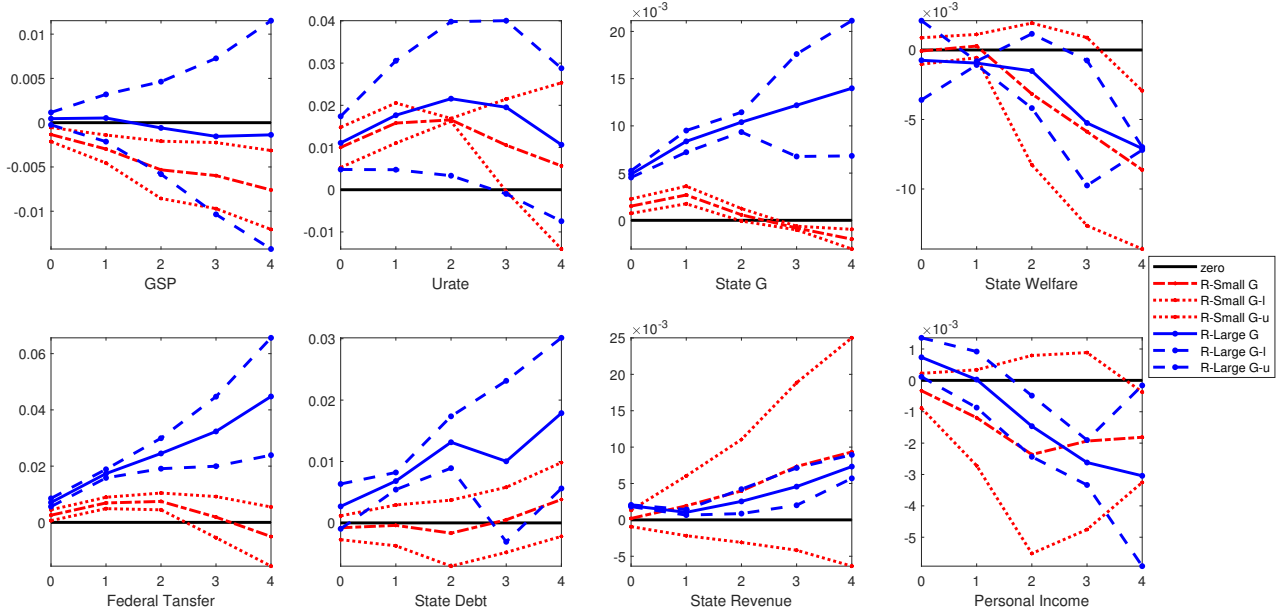 0.01
0.005
0
-0.005
-0.01
0 1 2 3 4
GSP
0.04
0.03
0.02
0.01
0
-0.01
0 1 2 3 4
Urate
×10⁻³
20
15
10
5
0
0 1 2 3 4
State G
×10⁻³
0
-5
-10
0 1 2 3 4
State Welfare
zero
R-Small G
R-Small G-l
R-Small G-u
R-Large G
R-Large G-l
R-Large G-u
0.06
0.04
0.02
0
0 1 2 3 4
Federal Tansfer
0.03
0.02
0.01
0
0 1 2 3 4
State Debt
×10⁻³
25
20
15
10
5
0
-5
0 1 2 3 4
State Revenue
×10⁻³
1
0
-1
-2
-3
-4
-5
0 1 2 3 4
Personal Income